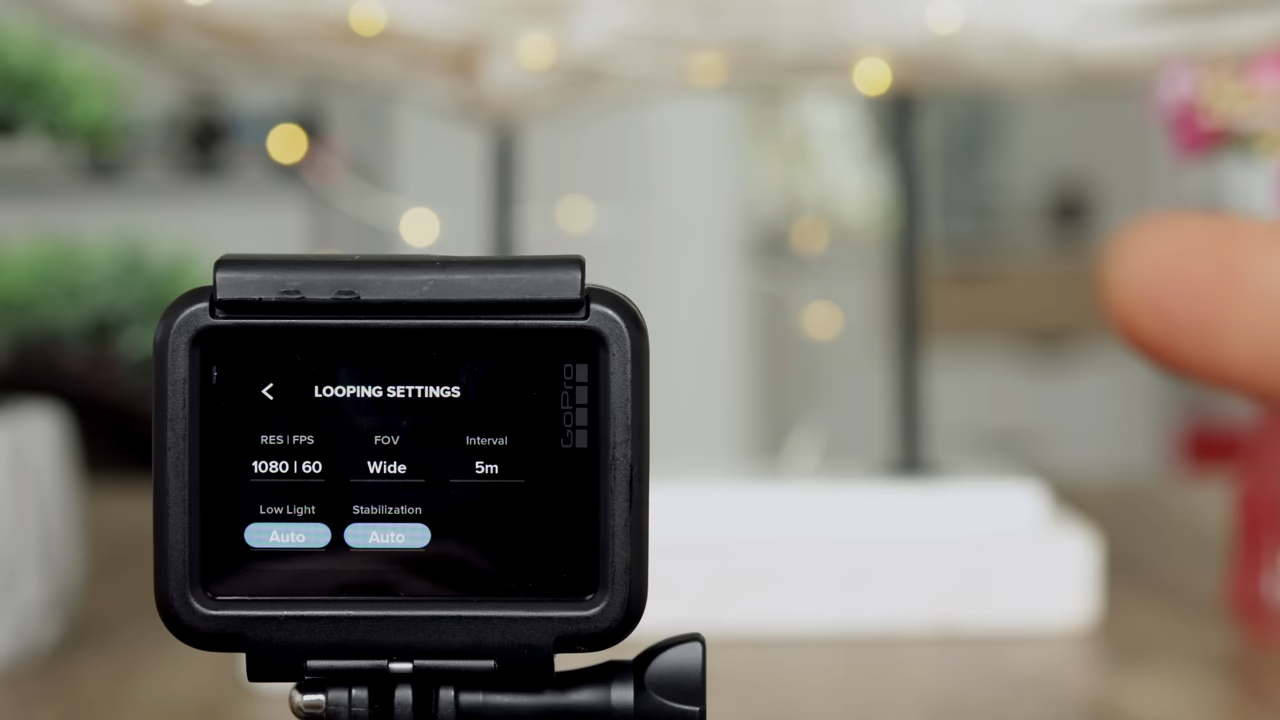 LOOPING SETTINGS
RES | FPS
FOV
Interval
1080 | 60
Wide
5m
Low Light
Stabilization
Auto
Auto
GoPro